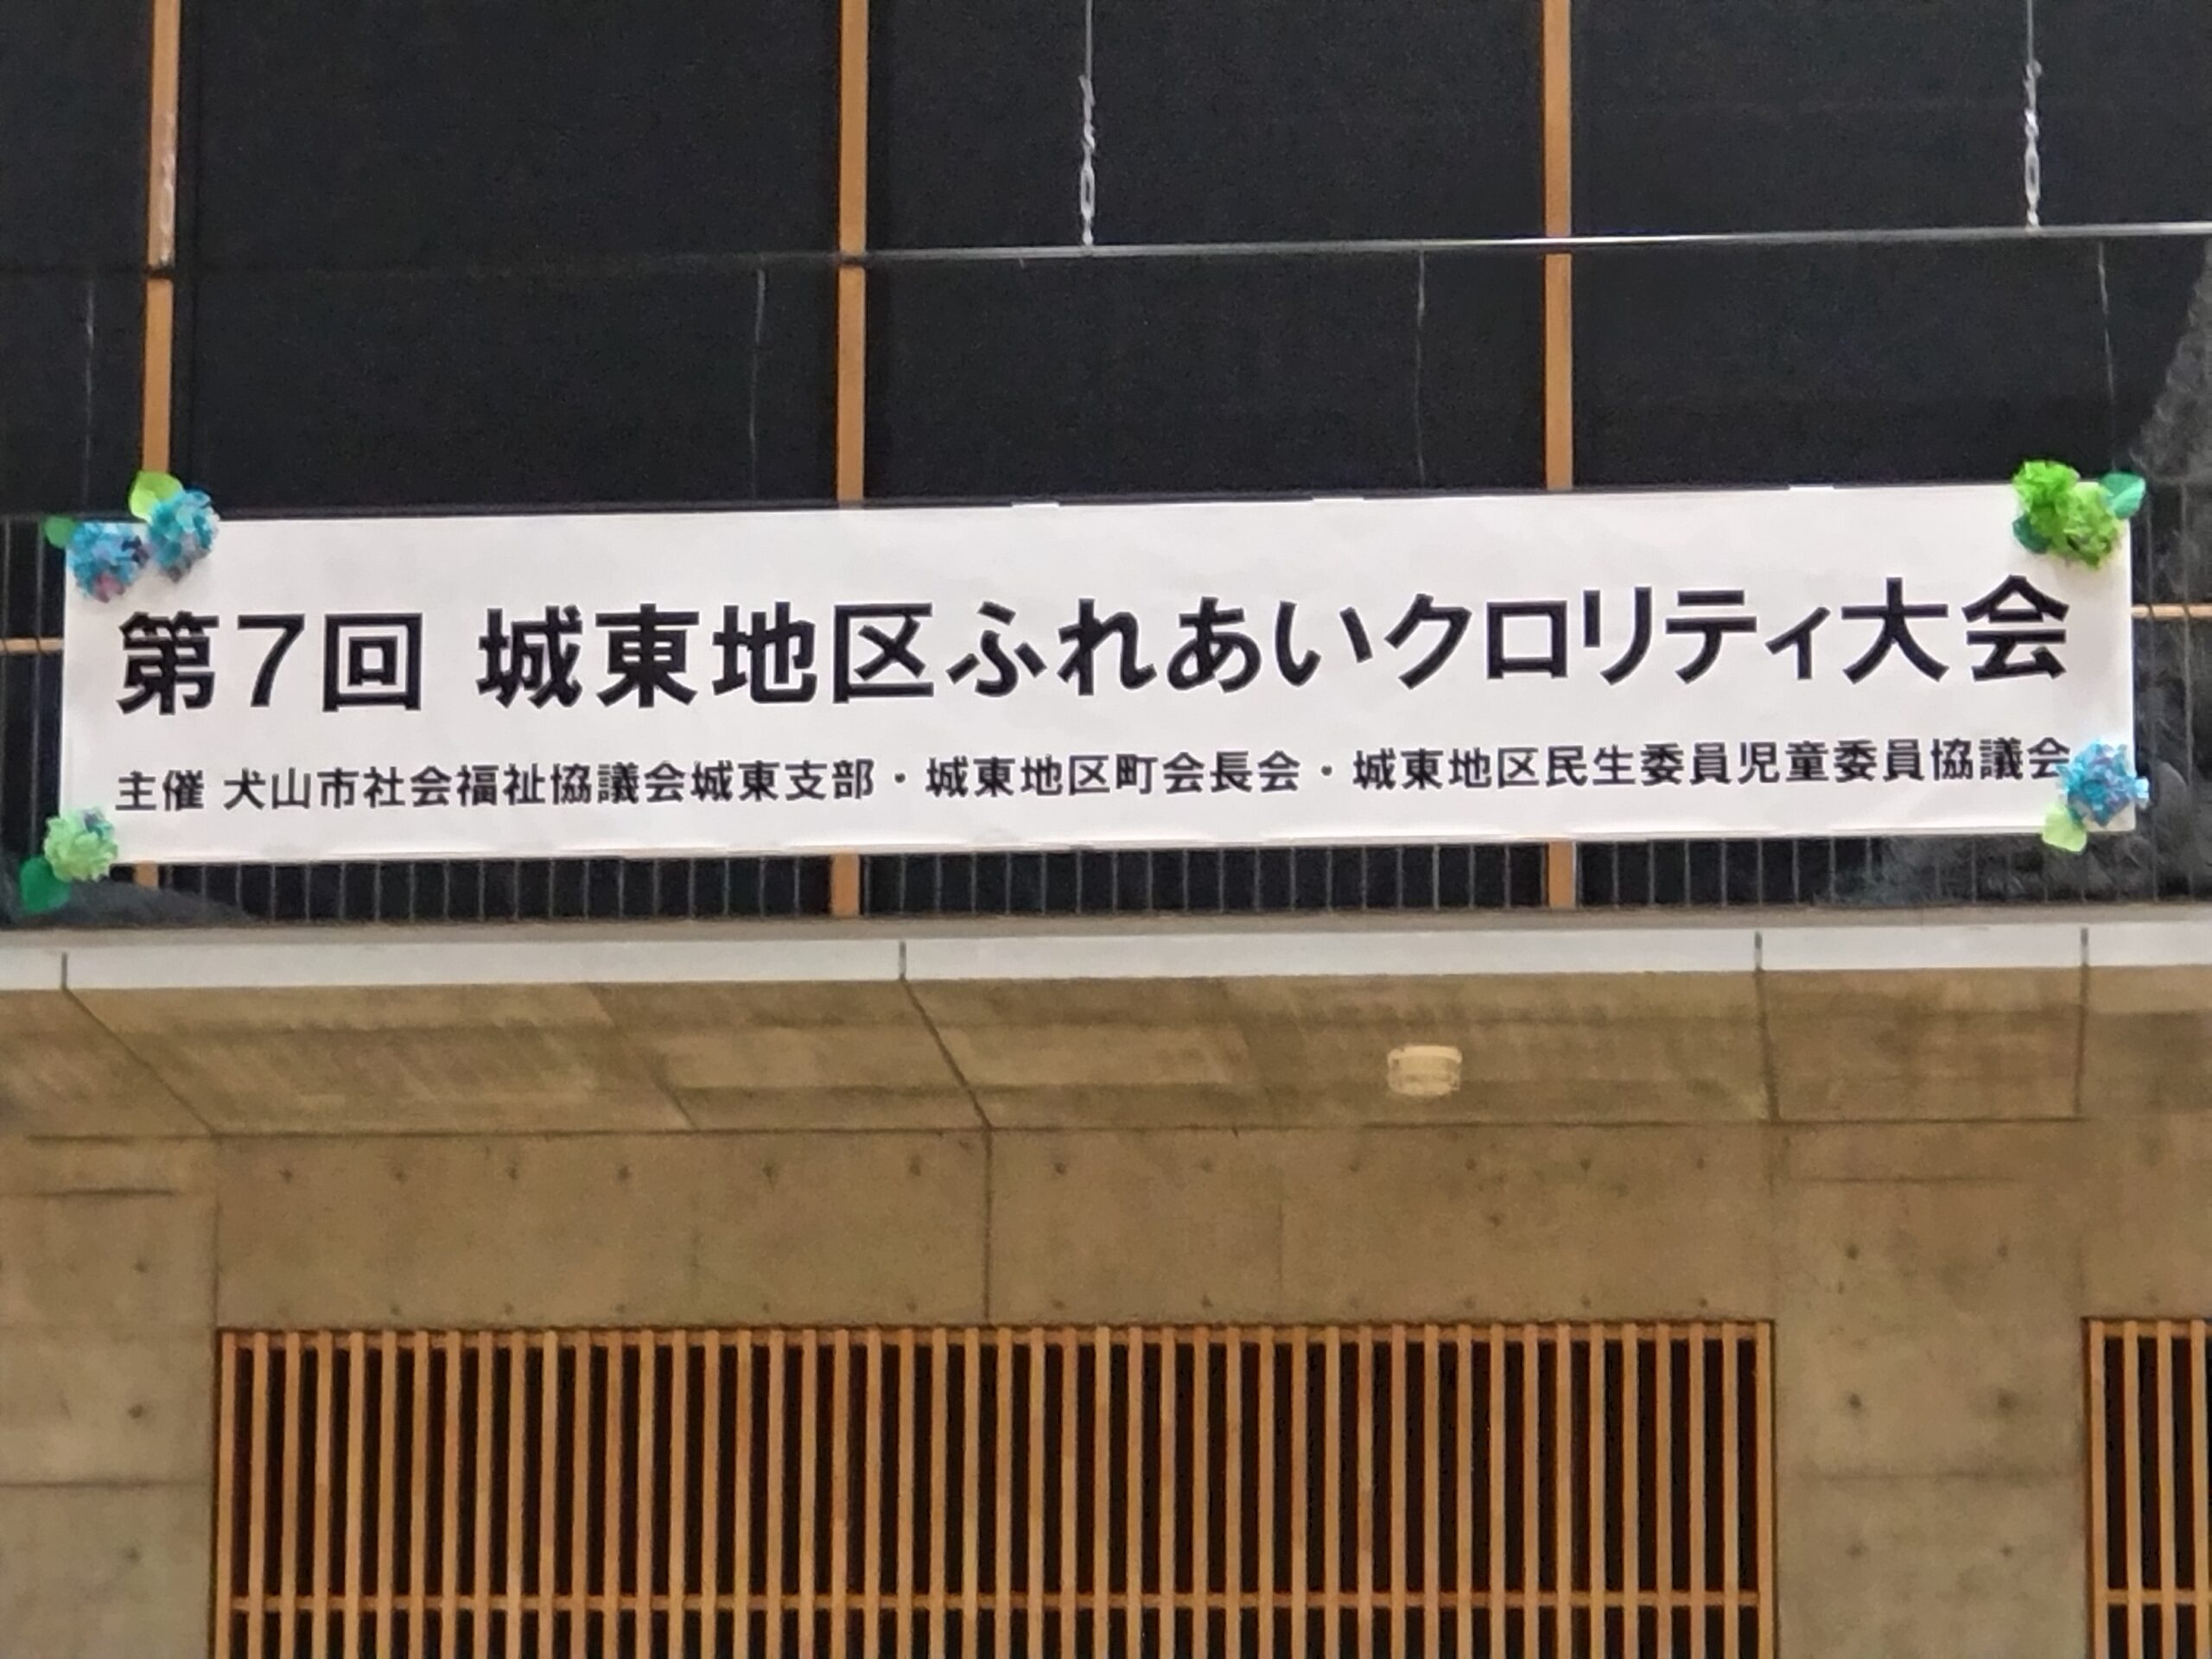 第7回 城東地区ふれあいクロリティ大会
主催 犬山市社会福祉協議会城東支部・城東地区町会長会・城東地区民生委員児童委員協議会